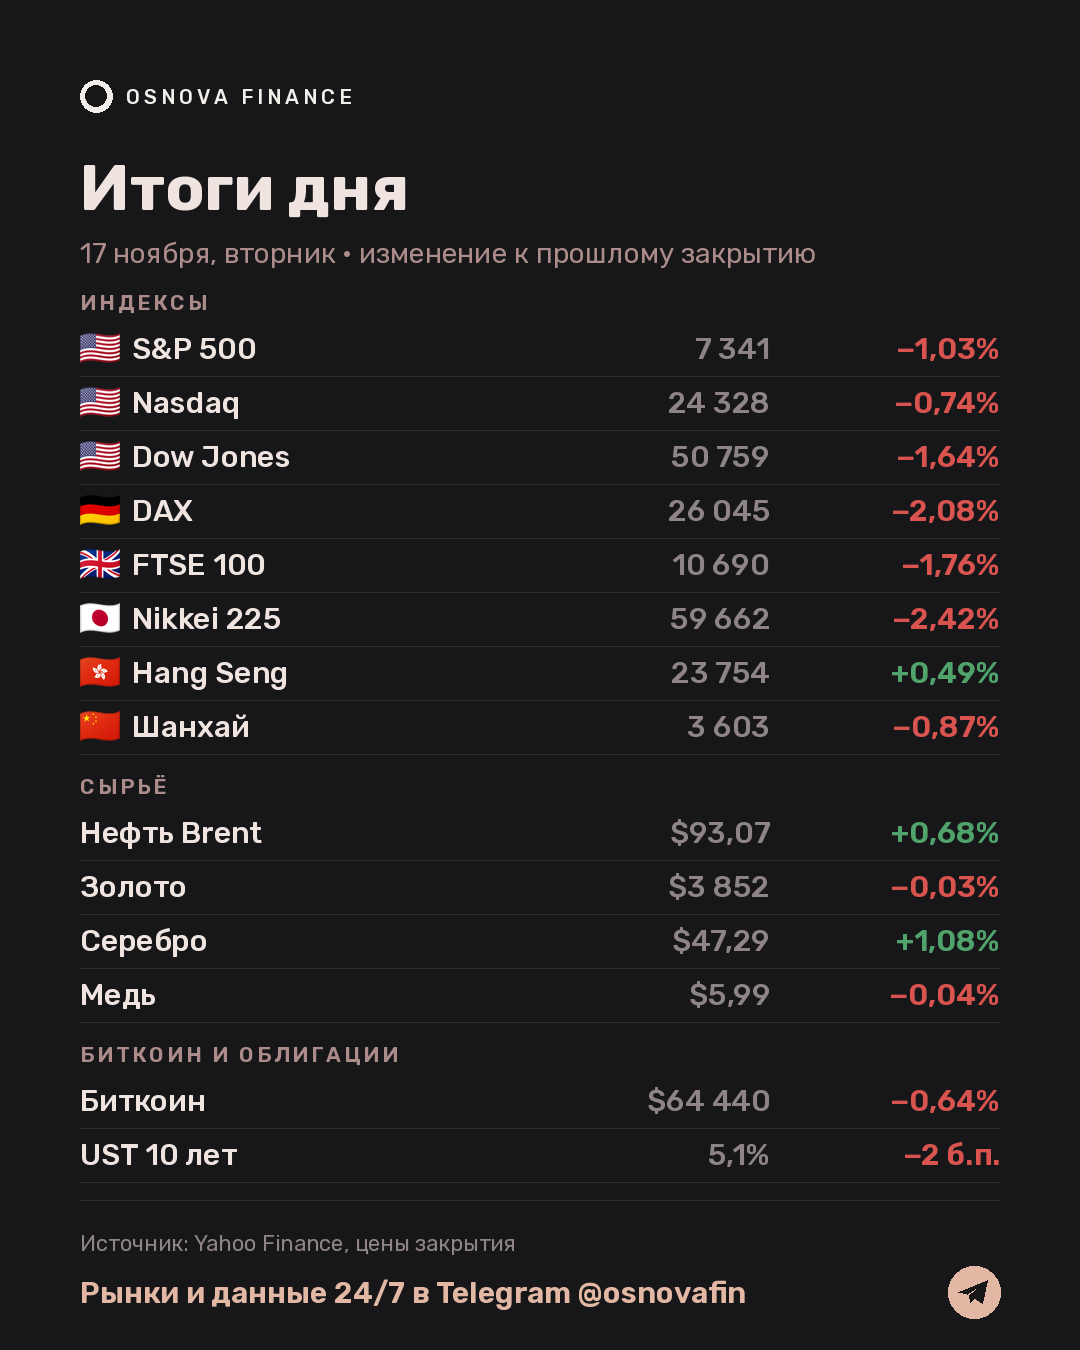 OSNOVA FINANCE
Итоги дня
17 ноября, вторник • изменение к прошлому закрытию
ИНДЕКСЫ
S&P 500 7 341 −1,03%
Nasdaq 24 328 −0,74%
Dow Jones 50 759 −1,64%
DAX 26 045 −2,08%
FTSE 100 10 690 −1,76%
Nikkei 225 59 662 −2,42%
Hang Seng 23 754 +0,49%
Шанхай 3 603 −0,87%
СЫРЬЁ
Нефть Brent $93,07 +0,68%
Золото $3 852 −0,03%
Серебро $47,29 +1,08%
Медь $5,99 −0,04%
БИТКОИН И ОБЛИГАЦИИ
Биткоин $64 440 −0,64%
UST 10 лет 5,1% −2 б.п.
Источник: Yahoo Finance, цены закрытия
Рынки и данные 24/7 в Telegram @osnovafin